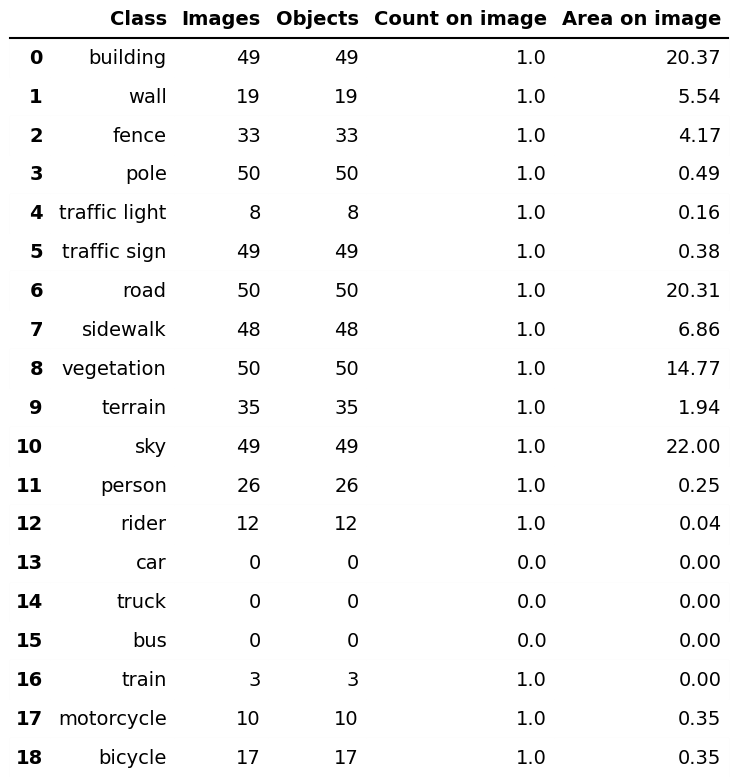 Class Images Objects Count on image Area on image
0 building 49 49 1.0 20.37
1 wall 19 19 1.0 5.54
2 fence 33 33 1.0 4.17
3 pole 50 50 1.0 0.49
4 traffic light 8 8 1.0 0.16
5 traffic sign 49 49 1.0 0.38
6 road 50 50 1.0 20.31
7 sidewalk 48 48 1.0 6.86
8 vegetation 50 50 1.0 14.77
9 terrain 35 35 1.0 1.94
10 sky 49 49 1.0 22.00
11 person 26 26 1.0 0.25
12 rider 12 12 1.0 0.04
13 car 0 0 0.0 0.00
14 truck 0 0 0.0 0.00
15 bus 0 0 0.0 0.00
16 train 3 3 1.0 0.00
17 motorcycle 10 10 1.0 0.35
18 bicycle 17 17 1.0 0.35